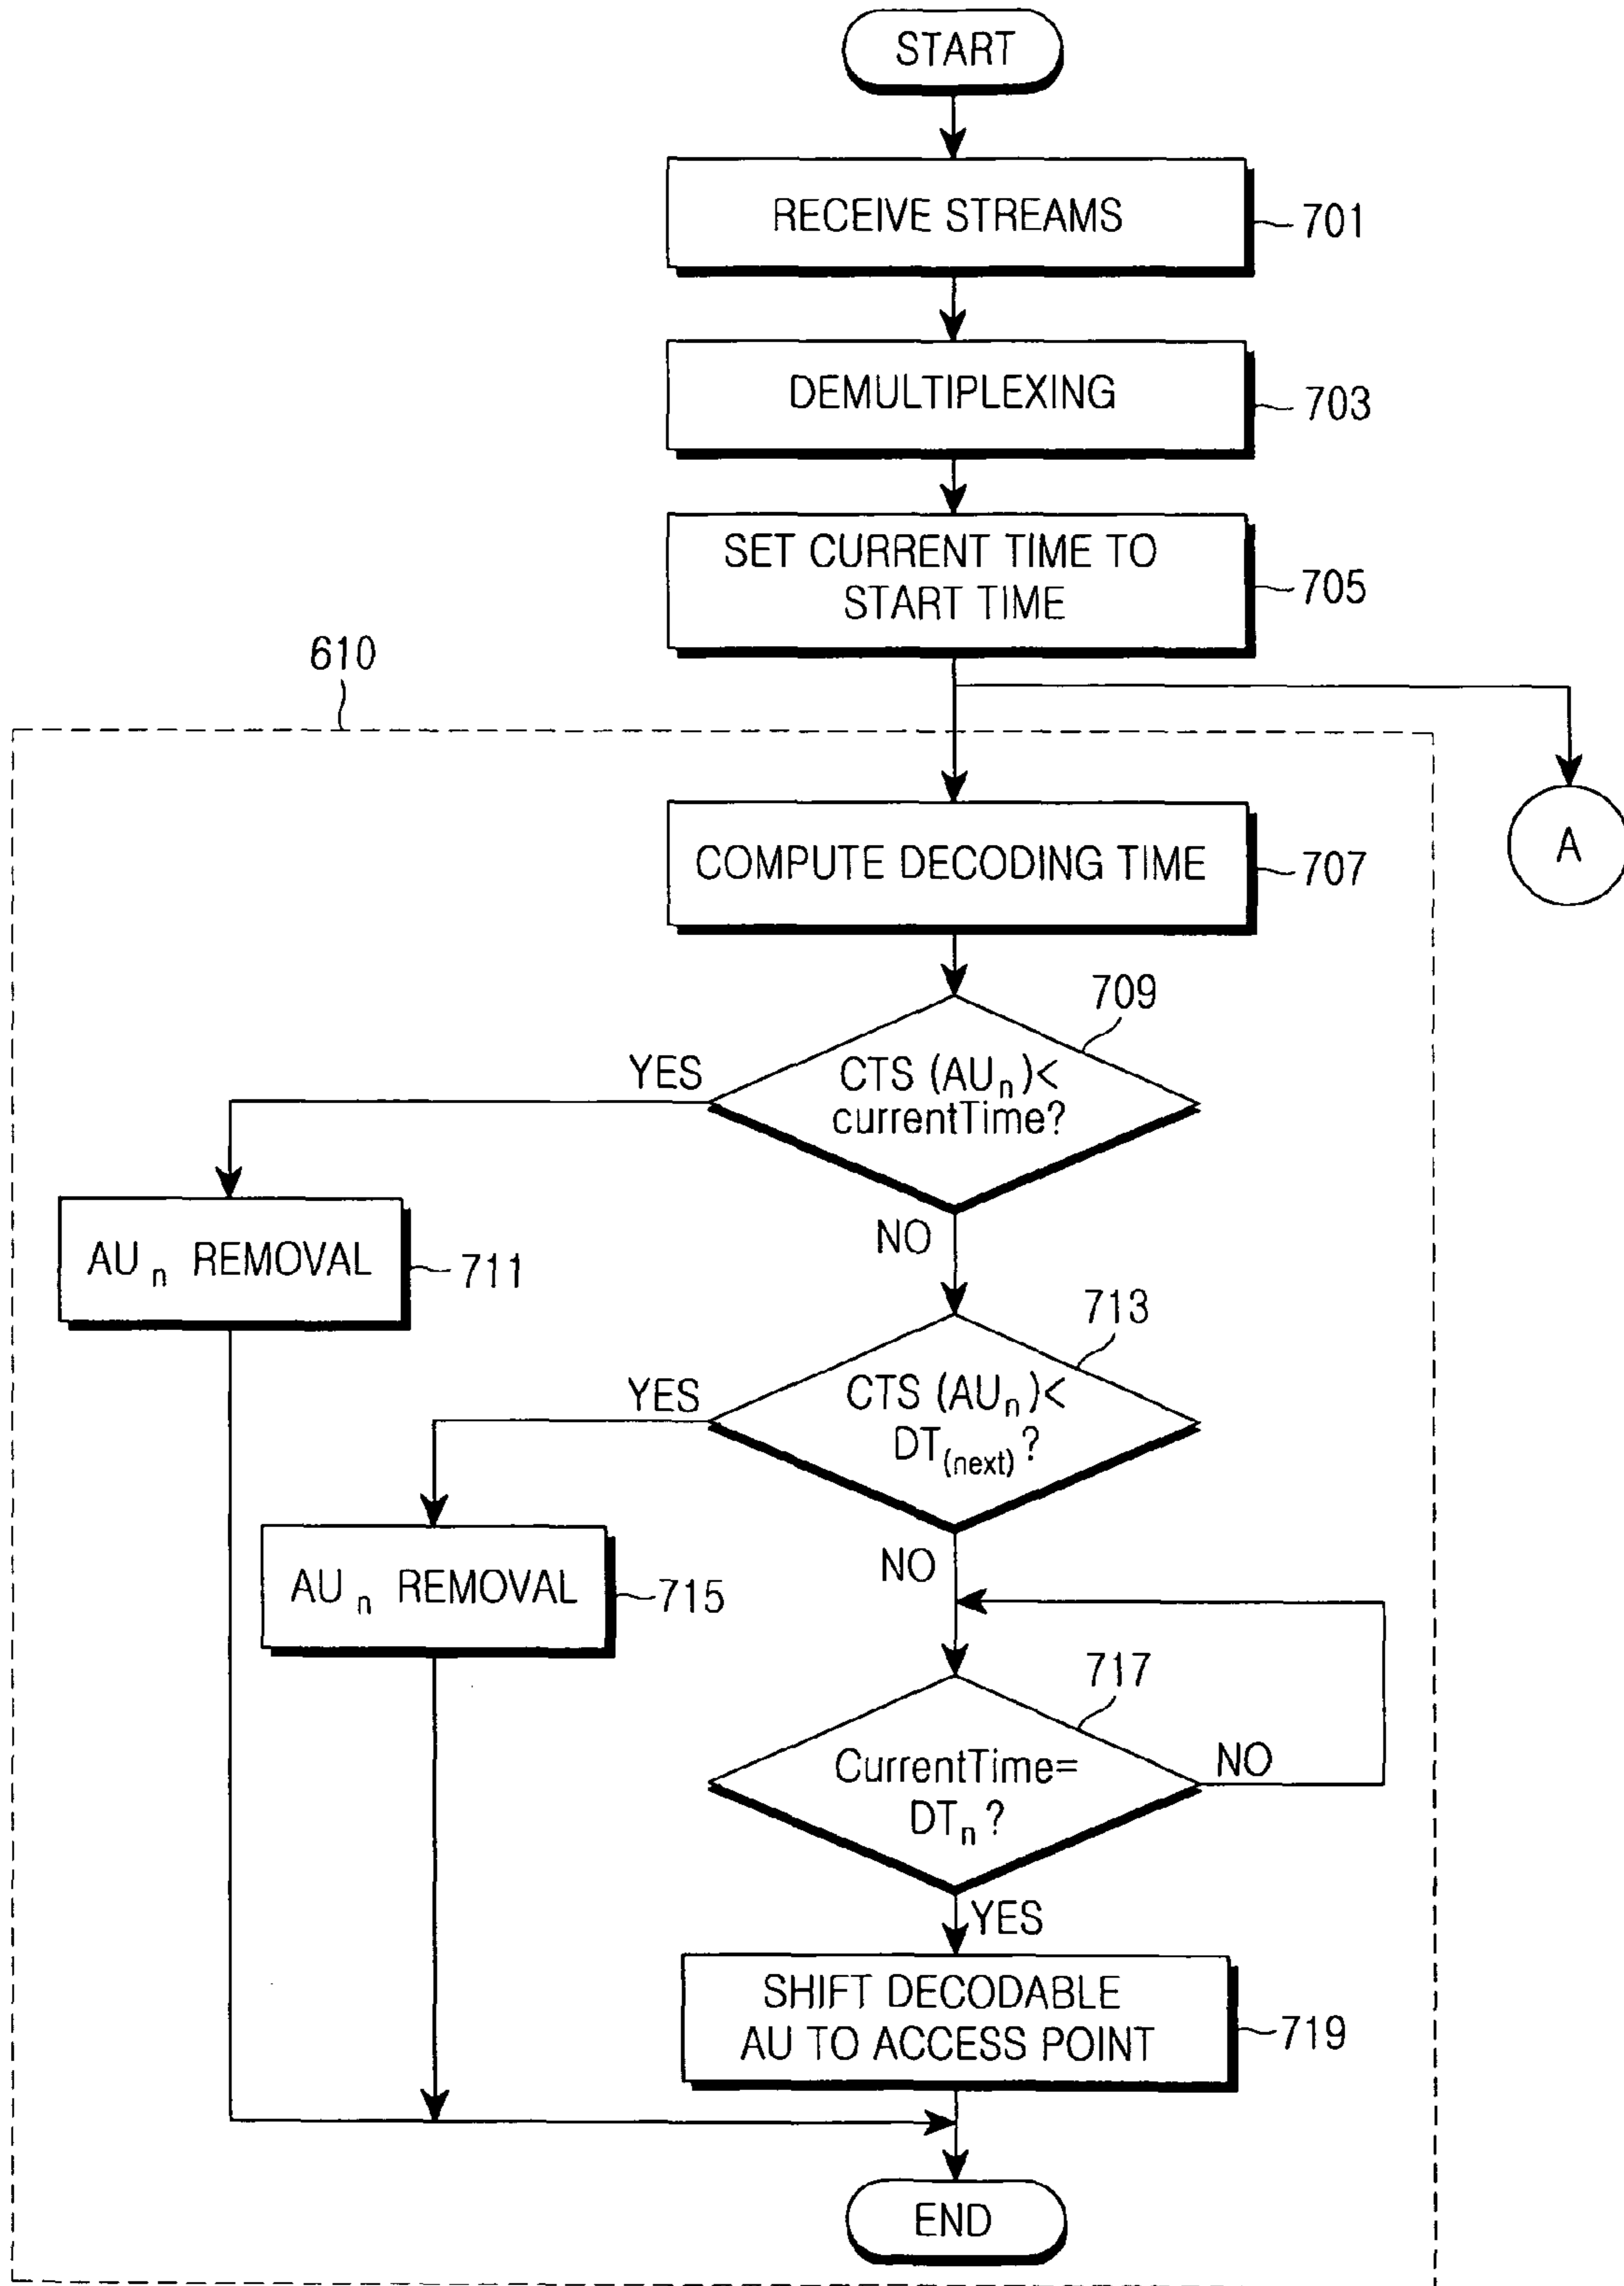 START
RECEIVE STREAMS
701
DEMULTIPLEXING
703
SET CURRENT TIME TO
START TIME
705
610
A
COMPUTE DECODING TIME
707
709
YES
CTS (AUn)<
currentTime?
NO
AU n REMOVAL
711
713
YES
CTS (AUn)<
DT(next)?
NO
AU n REMOVAL
715
717
CurrentTime=
DTn?
NO
YES
SHIFT DECODABLE
AU TO ACCESS POINT
719
END